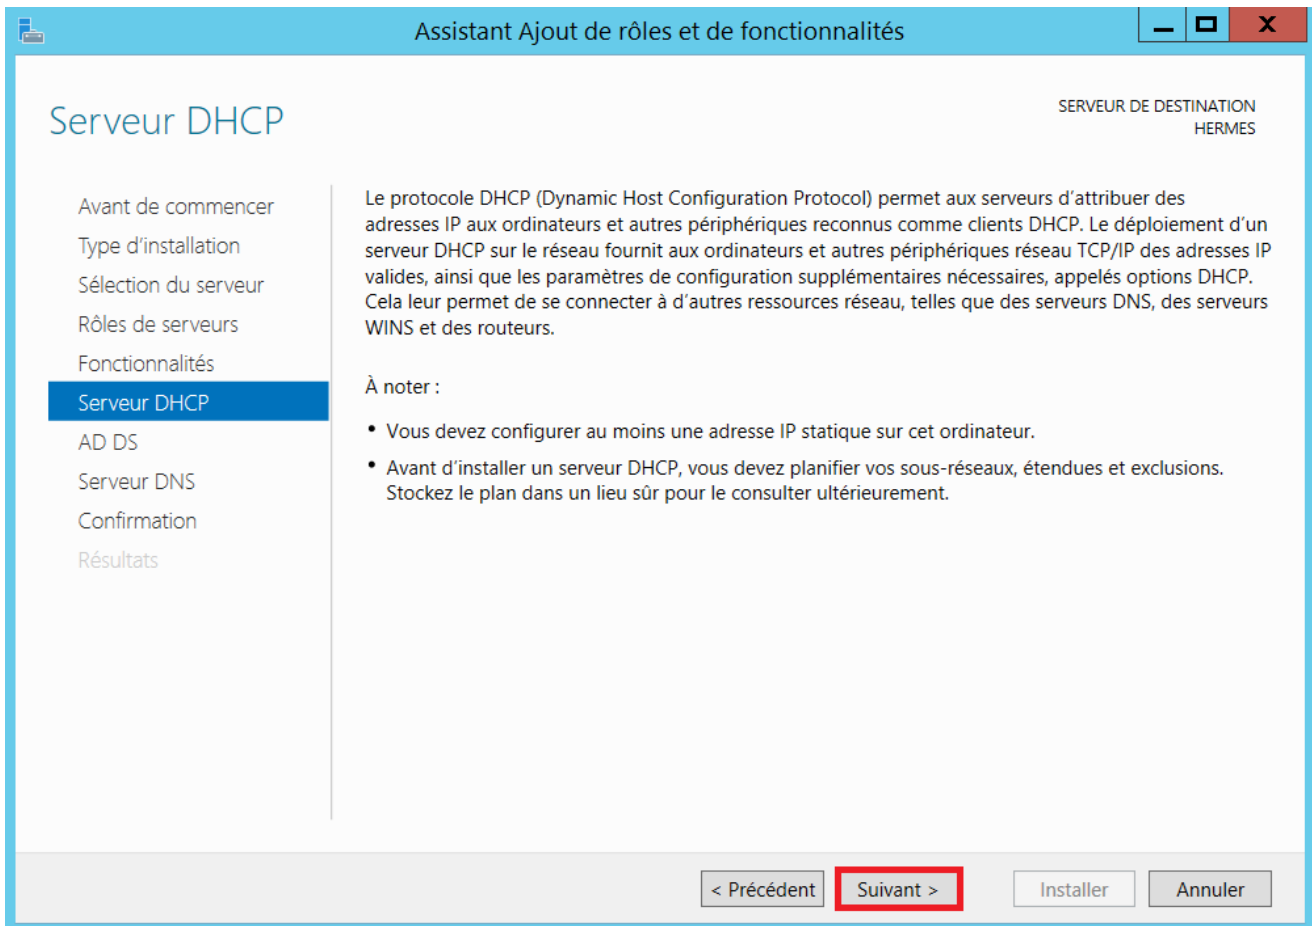 Assistant Ajout de rôles et de fonctionnalités
X
Serveur DHCP
SERVEUR DE DESTINATION
HERMES
Avant de commencer
Type d'installation
Sélection du serveur
Rôles de serveurs
Fonctionnalités
Serveur DHCP
AD DS
Serveur DNS
Confirmation
Résultats
Le protocole DHCP (Dynamic Host Configuration Protocol) permet aux serveurs d'attribuer des
adresses IP aux ordinateurs et autres périphériques reconnus comme clients DHCP. Le déploiement d'un
serveur DHCP sur le réseau fournit aux ordinateurs et autres périphériques réseau TCP/IP des adresses IP
valides, ainsi que les paramètres de configuration supplémentaires nécessaires, appelés options DHCP.
Cela leur permet de se connecter à d'autres ressources réseau, telles que des serveurs DNS, des serveurs
WINS et des routeurs.
À noter :
• Vous devez configurer au moins une adresse IP statique sur cet ordinateur.
• Avant d'installer un serveur DHCP, vous devez planifier vos sous-réseaux, étendues et exclusions.
Stockez le plan dans un lieu sûr pour le consulter ultérieurement.
< Précédent
Suivant >
Installer
Annuler